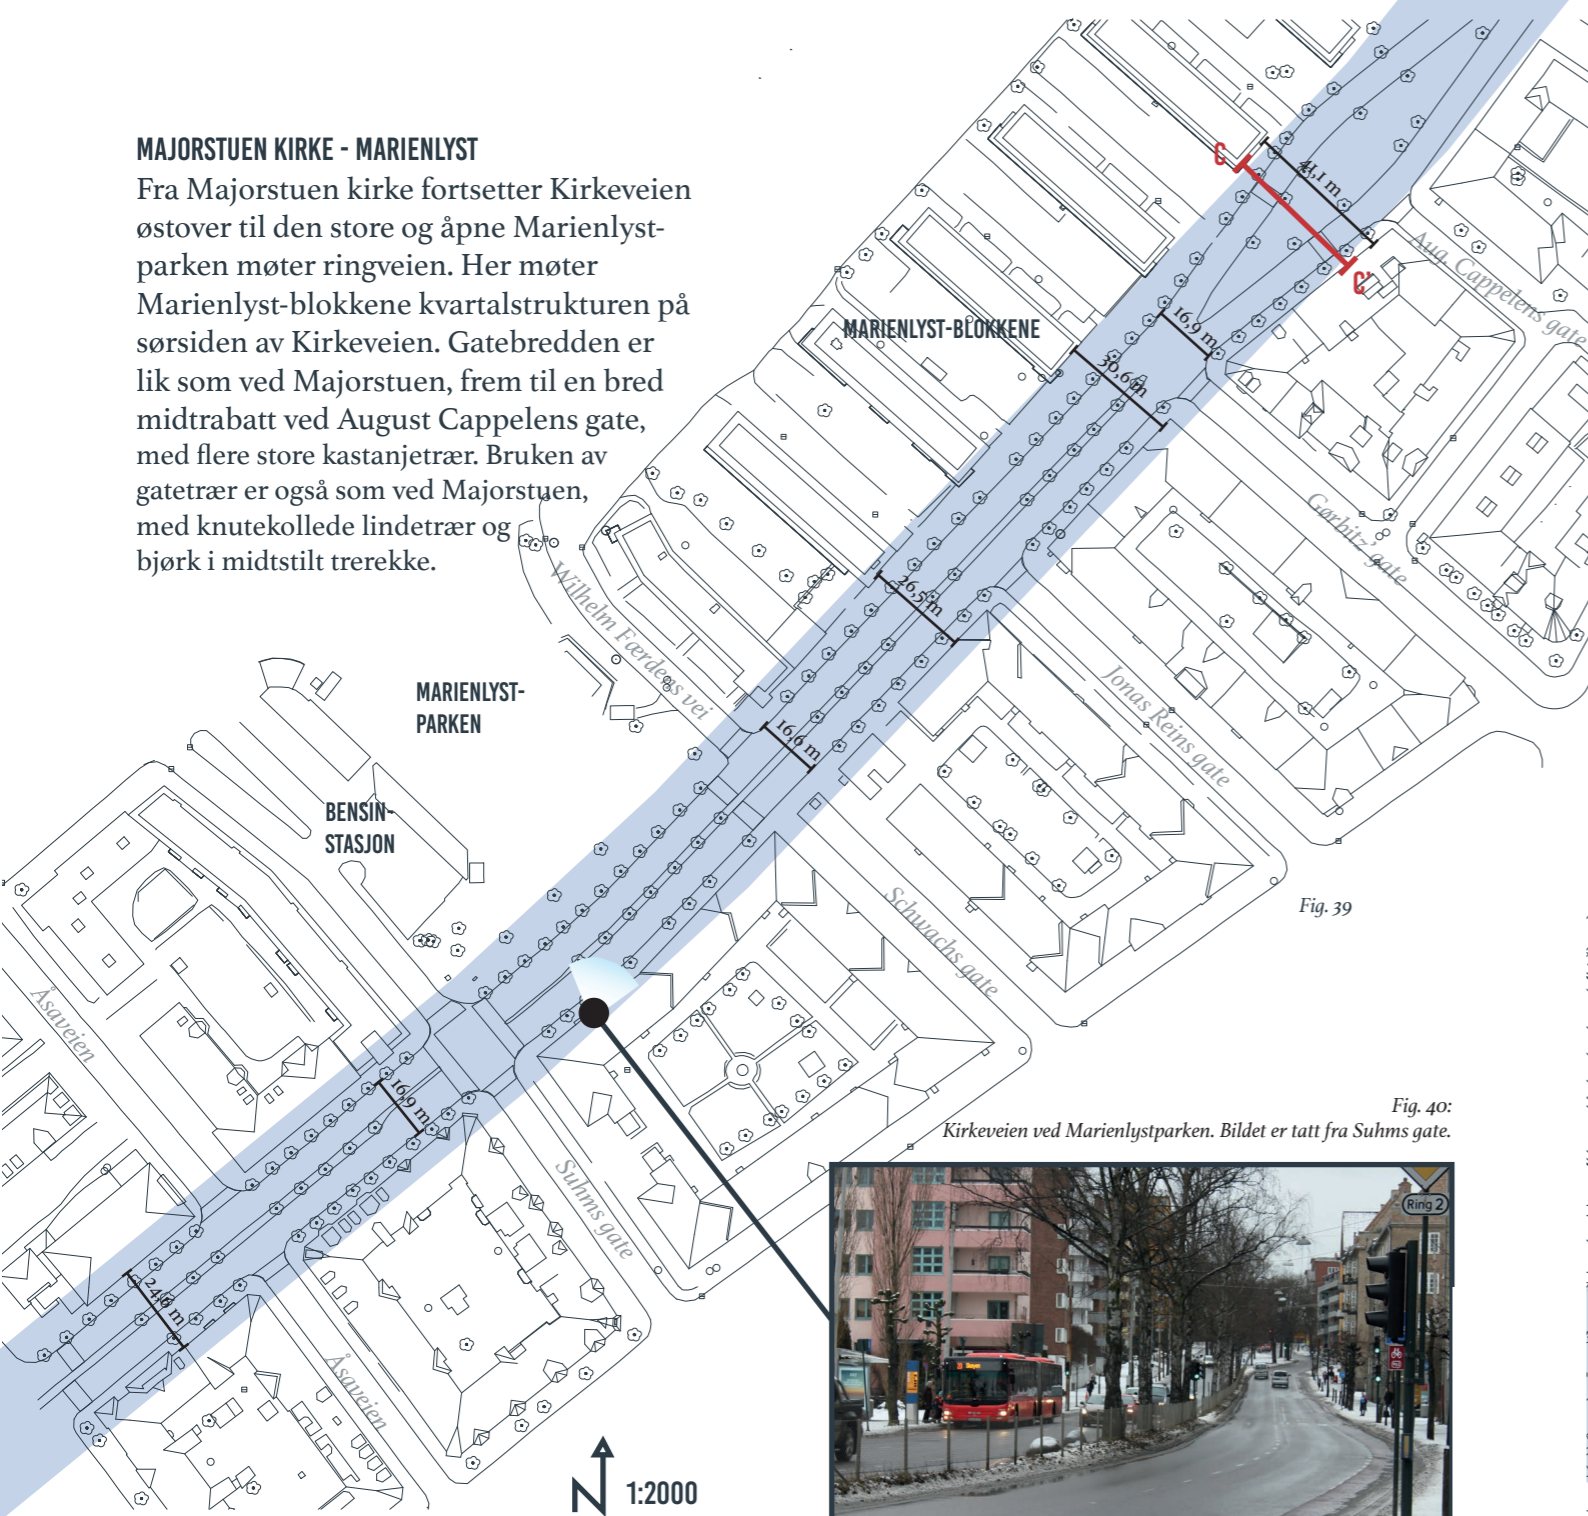 MAJORSTUEN KIRKE - MARIENLYST
Fra Majorstuen kirke fortsetter Kirkeveien
østover til den store og åpne Marienlyst-
parken møter ringveien. Her møter
Marienlyst-blokkene kvartalstrukturen på
sørsiden av Kirkeveien. Gatebredden er
lik som ved Majorstuen, frem til en bred
midtrabatt ved August Cappelens gate,
med flere store kastanjetrær. Bruken av
gatetrær er også som ved Majorstuen,
med knutekollede lindetrær og
bjørk i midtstilt trerekke.
C
41,1 m
C'
Aug. Cappelens gate
MARIENLYST-BLOKKENE
16,9 m
30,6 m
Gørbitz' gate
26,5 m
Wilhelm Færdens vei
Jonas Reins gate
MARIENLYST-
PARKEN
16,6 m
BENSIN-
STASJON
Schwachs gate
Fig. 39
Åsaveien
16,9 m
Suhms gate
24,6 m
Åsaveien
Fig. 40:
Kirkeveien ved Marienlystparken. Bildet er tatt fra Suhms gate.
Ring 2
20 Skøyen
N
1:2000